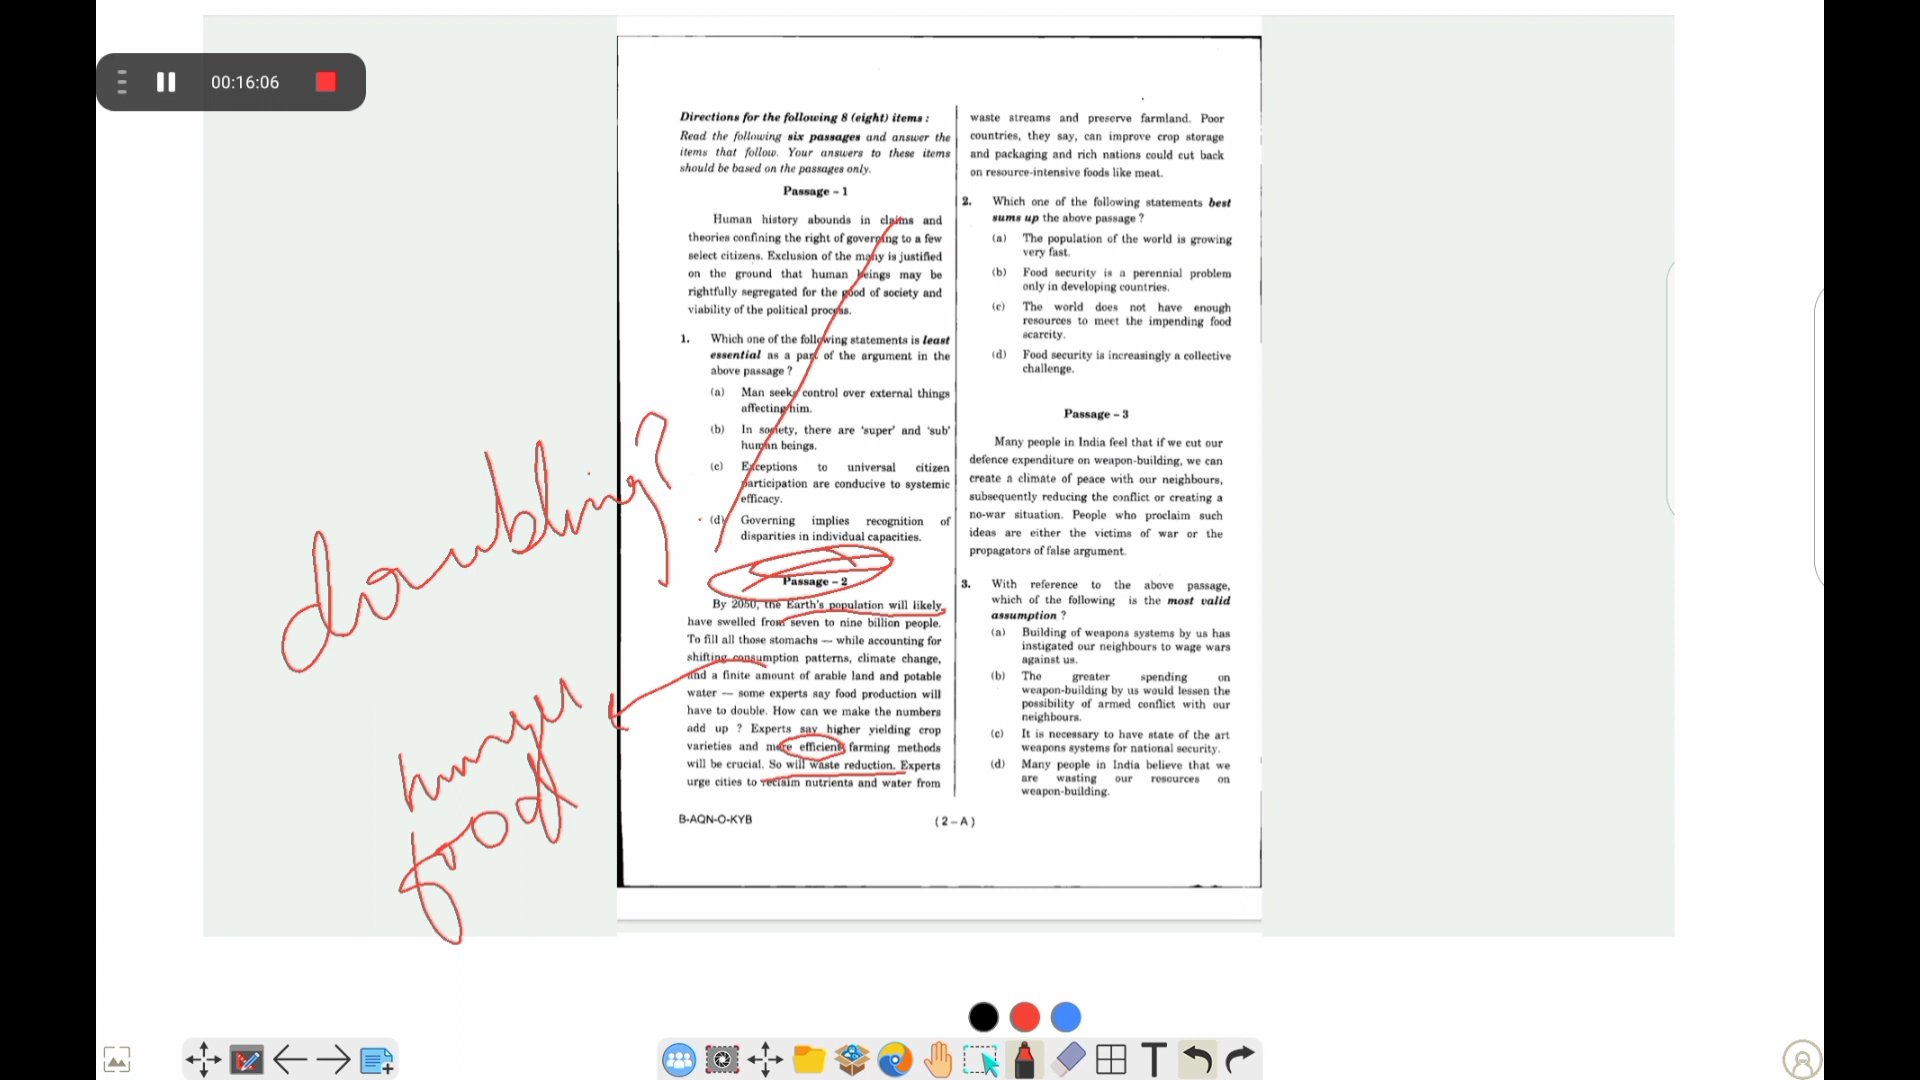 00:16:06
Directions for the following 8 (eight) items :
Read the following six passages and answer the
items that follow. Your answers to these items
should be based on the passages only.
Passage – 1
Human history abounds in claims and
theories confining the right of governing to a few
select citizens. Exclusion of the many is justified
on the ground that human beings may be
rightfully segregated for the good of society and
viability of the political process.
1. Which one of the following statements is least
essential as a part of the argument in the
above passage ?
(a) Man seeks control over external things
affecting him.
(b) In society, there are 'super' and 'sub'
human beings.
(c) Exceptions to universal citizen
participation are conducive to systemic
efficacy.
(d) Governing implies recognition of
disparities in individual capacities.
Passage – 2
By 2050, the Earth's population will likely
have swelled from seven to nine billion people.
To fill all those stomachs — while accounting for
shifting consumption patterns, climate change,
and a finite amount of arable land and potable
water — some experts say food production will
have to double. How can we make the numbers
add up ? Experts say higher yielding crop
varieties and more efficient farming methods
will be crucial. So will waste reduction. Experts
urge cities to reclaim nutrients and water from
waste streams and preserve farmland. Poor
countries, they say, can improve crop storage
and packaging and rich nations could cut back
on resource-intensive foods like meat.
2. Which one of the following statements best
sums up the above passage ?
(a) The population of the world is growing
very fast.
(b) Food security is a perennial problem
only in developing countries.
(c) The world does not have enough
resources to meet the impending food
scarcity.
(d) Food security is increasingly a collective
challenge.
Passage – 3
Many people in India feel that if we cut our
defence expenditure on weapon-building, we can
create a climate of peace with our neighbours,
subsequently reducing the conflict or creating a
no-war situation. People who proclaim such
ideas are either the victims of war or the
propagators of false argument.
3. With reference to the above passage,
which of the following is the most valid
assumption ?
(a) Building of weapons systems by us has
instigated our neighbours to wage wars
against us.
(b) The greater spending on
weapon-building by us would lessen the
possibility of armed conflict with our
neighbours.
(c) It is necessary to have state of the art
weapons systems for national security.
(d) Many people in India believe that we
are wasting our resources on
weapon-building.
B-AQN-O-KYB
( 2 – A )
doubling?
hunger
food